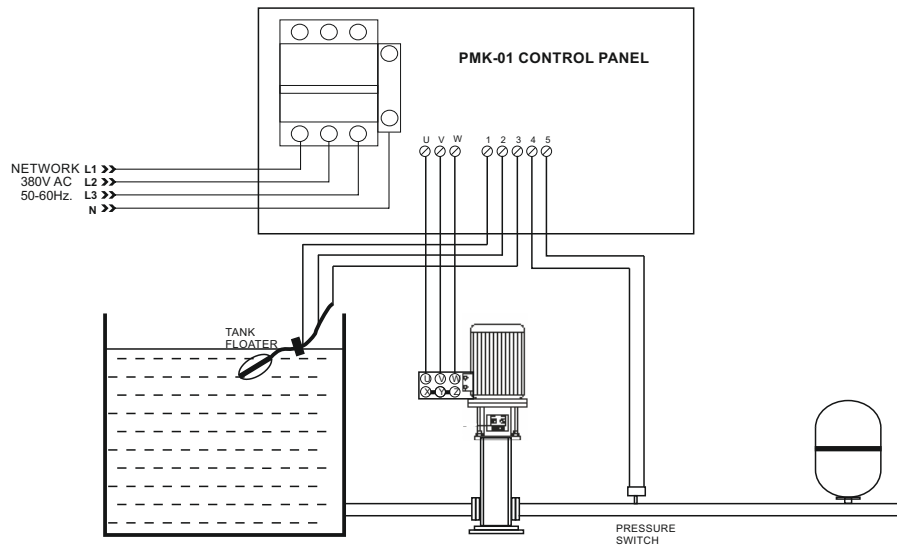 PMK-01 CONTROL PANEL
U V W 1 2 3 4 5
NETWORK L1
380V AC L2
50-60Hz. L3
N
TANK
FLOATER
U V W
X Y Z
PRESSURE
SWITCH